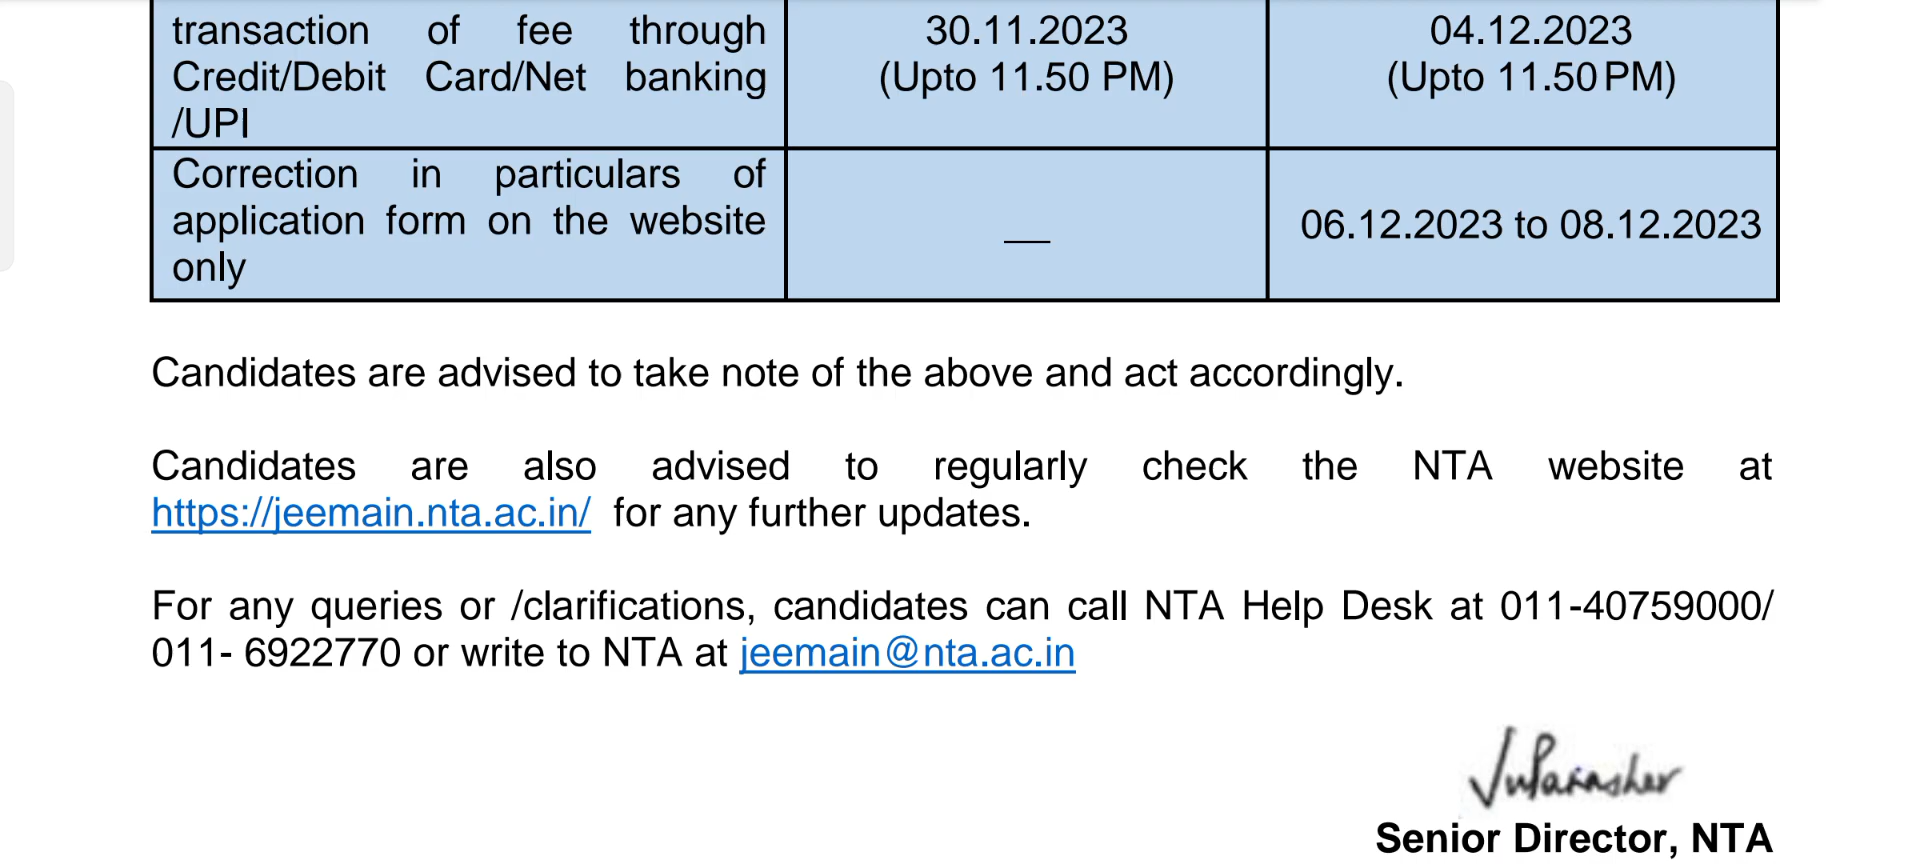 transaction of fee through
Credit/Debit Card/Net banking
/UPI
30.11.2023
(Upto 11.50 PM)
04.12.2023
(Upto 11.50 PM)
Correction in particulars of
application form on the website
only
__
06.12.2023 to 08.12.2023
Candidates are advised to take note of the above and act accordingly.
Candidates are also advised to regularly check the NTA website at
https://jeemain.nta.ac.in/ for any further updates.
For any queries or /clarifications, candidates can call NTA Help Desk at 011-40759000/
011- 6922770 or write to NTA at jeemain@nta.ac.in
Senior Director, NTA